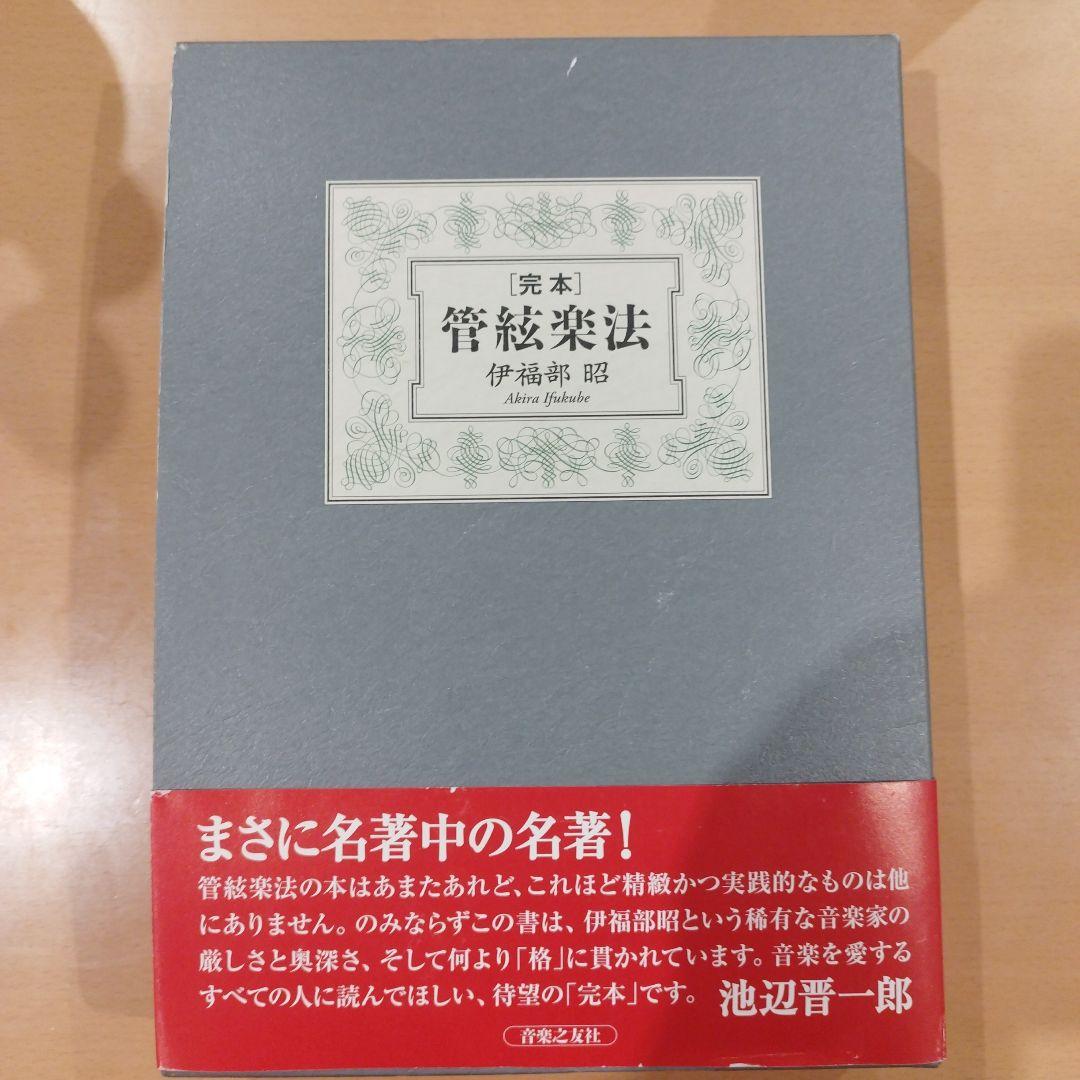 ［完本］
管絃楽法
伊福部 昭
Akira Ifukube
まさに名著中の名著！
管絃楽法の本はあまたあれど、これほど精緻かつ実践的なものは他
にありません。のみならずこの書は、伊福部昭という稀有な音楽家の
厳しさと奥深さ、そして何より「格」に貫かれています。音楽を愛する
すべての人に読んでほしい、待望の「完本」です。 池辺晋一郎
音楽之友社